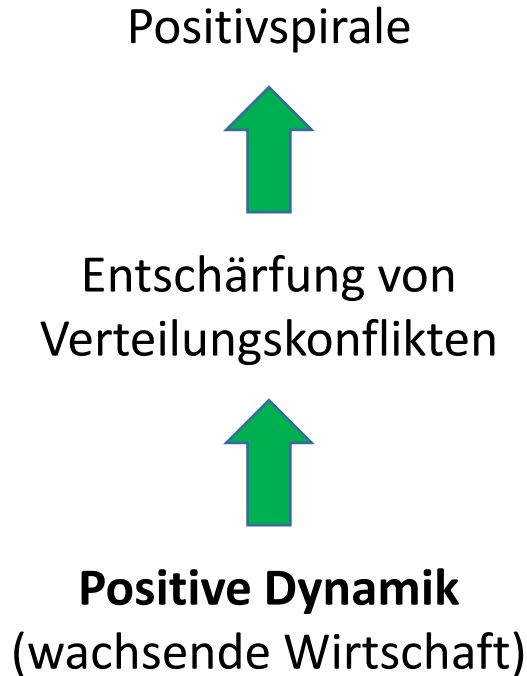 Positivspirale
Entschärfung von
Verteilungskonflikten
Positive Dynamik
(wachsende Wirtschaft)